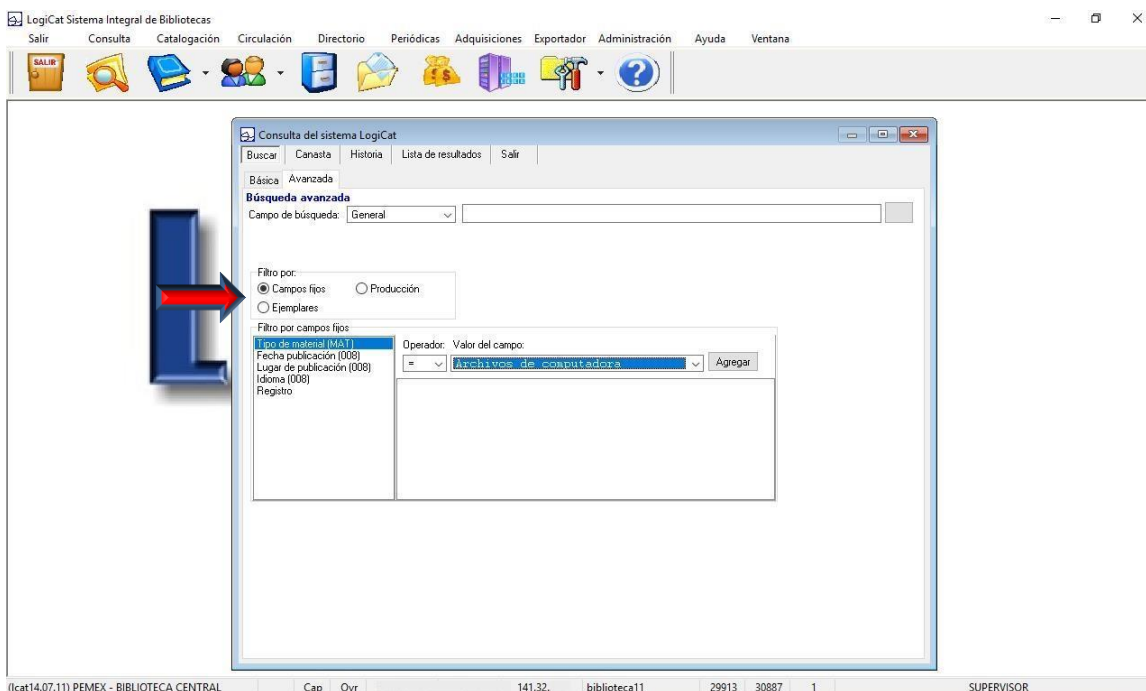 LogiCat Sistema Integral de Bibliotecas
Salir Consulta Catalogación Circulación Directorio Periódicas Adquisiciones Exportador Administración Ayuda Ventana
SALIR
Consulta del sistema LogiCat
Buscar Canasta Historia Lista de resultados Salir
Básica Avanzada
Búsqueda avanzada
Campo de búsqueda: General
Filtro por:
Campos fijos Producción
Ejemplares
Filtro por campos fijos
Tipo de material (MAT) Operador: Valor del campo:
Fecha publicación (008) = Archivos de computadora Agregar
Lugar de publicación (008)
Idioma (008)
Registro
(lcat14.07.11) PEMEX - BIBLIOTECA CENTRAL Cap Ovr 141.32. biblioteca11 29913 30887 1 SUPERVISOR